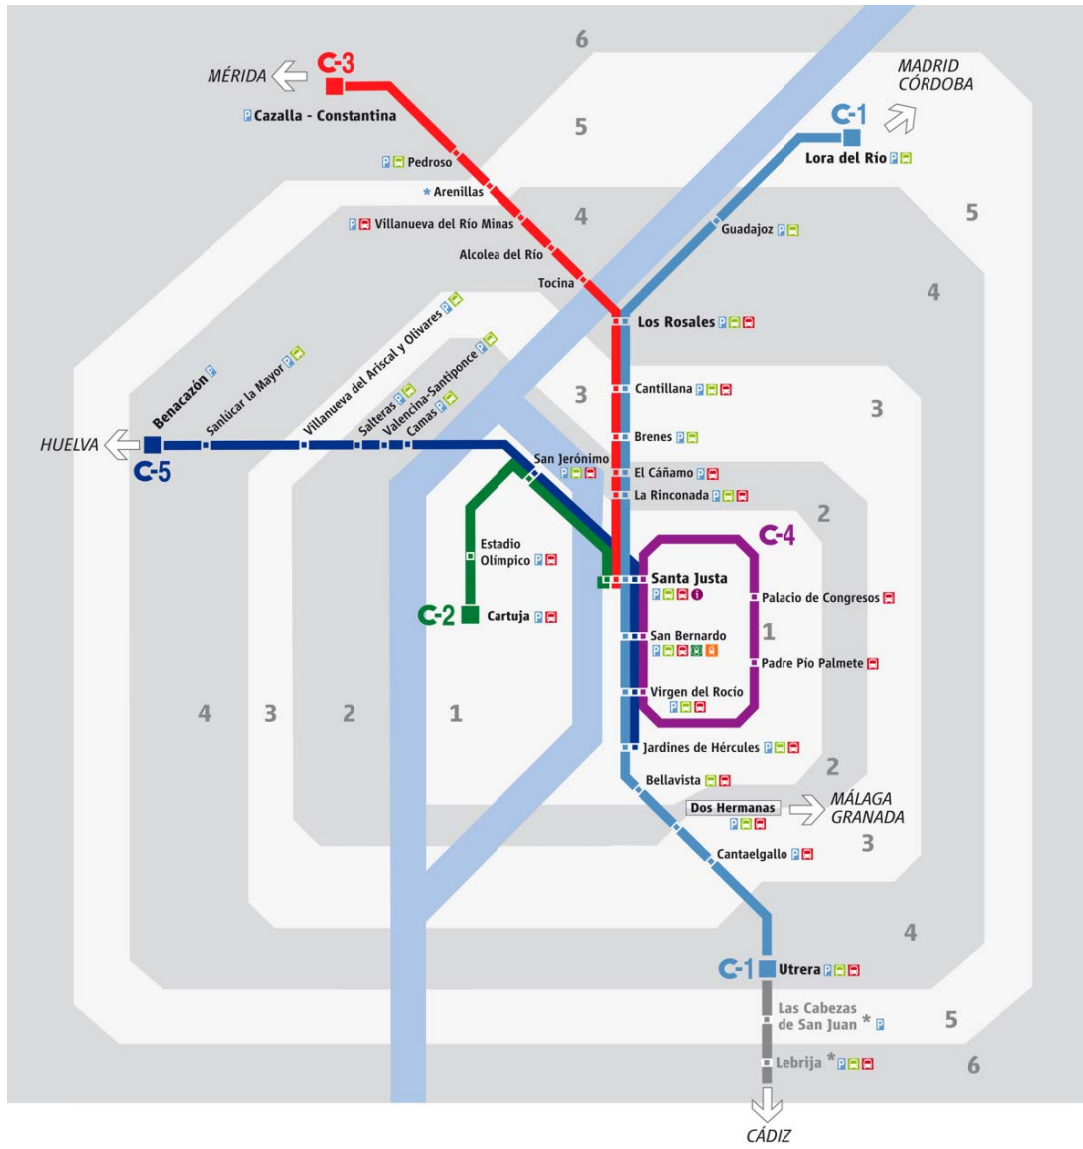 6
C-3
MÉRIDA
MADRID
CÓRDOBA
C-1
Cazalla - Constantina
P
5
Lora del Río P
P Pedroso
* Arenillas
5
4
P Villanueva del Río Minas
Guadajoz P
Alcolea del Río
Tocina
4
Los Rosales P
Villanueva del Ariscal y Olivares P
Valencina-Santiponce P
Sanlúcar la Mayor P
Benacazón P
Salteras P
Camas P
3
Cantillana P
3
HUELVA
C-5
Brenes P
San Jerónimo
P
El Cáñamo P
La Rinconada P
2
C-4
Estadio
Olímpico P
Santa Justa
P i
Palacio de Congresos
C-2
Cartuja P
San Bernardo
P
1
Padre Pío Palmete
Virgen del Rocío
P
4
3
2
1
Jardines de Hércules P
2
Bellavista
Dos Hermanas
P
MÁLAGA
GRANADA
3
Cantaelgallo P
4
C-1
Utrera P
Las Cabezas
de San Juan * P
5
Lebrija * P
6
CÁDIZ